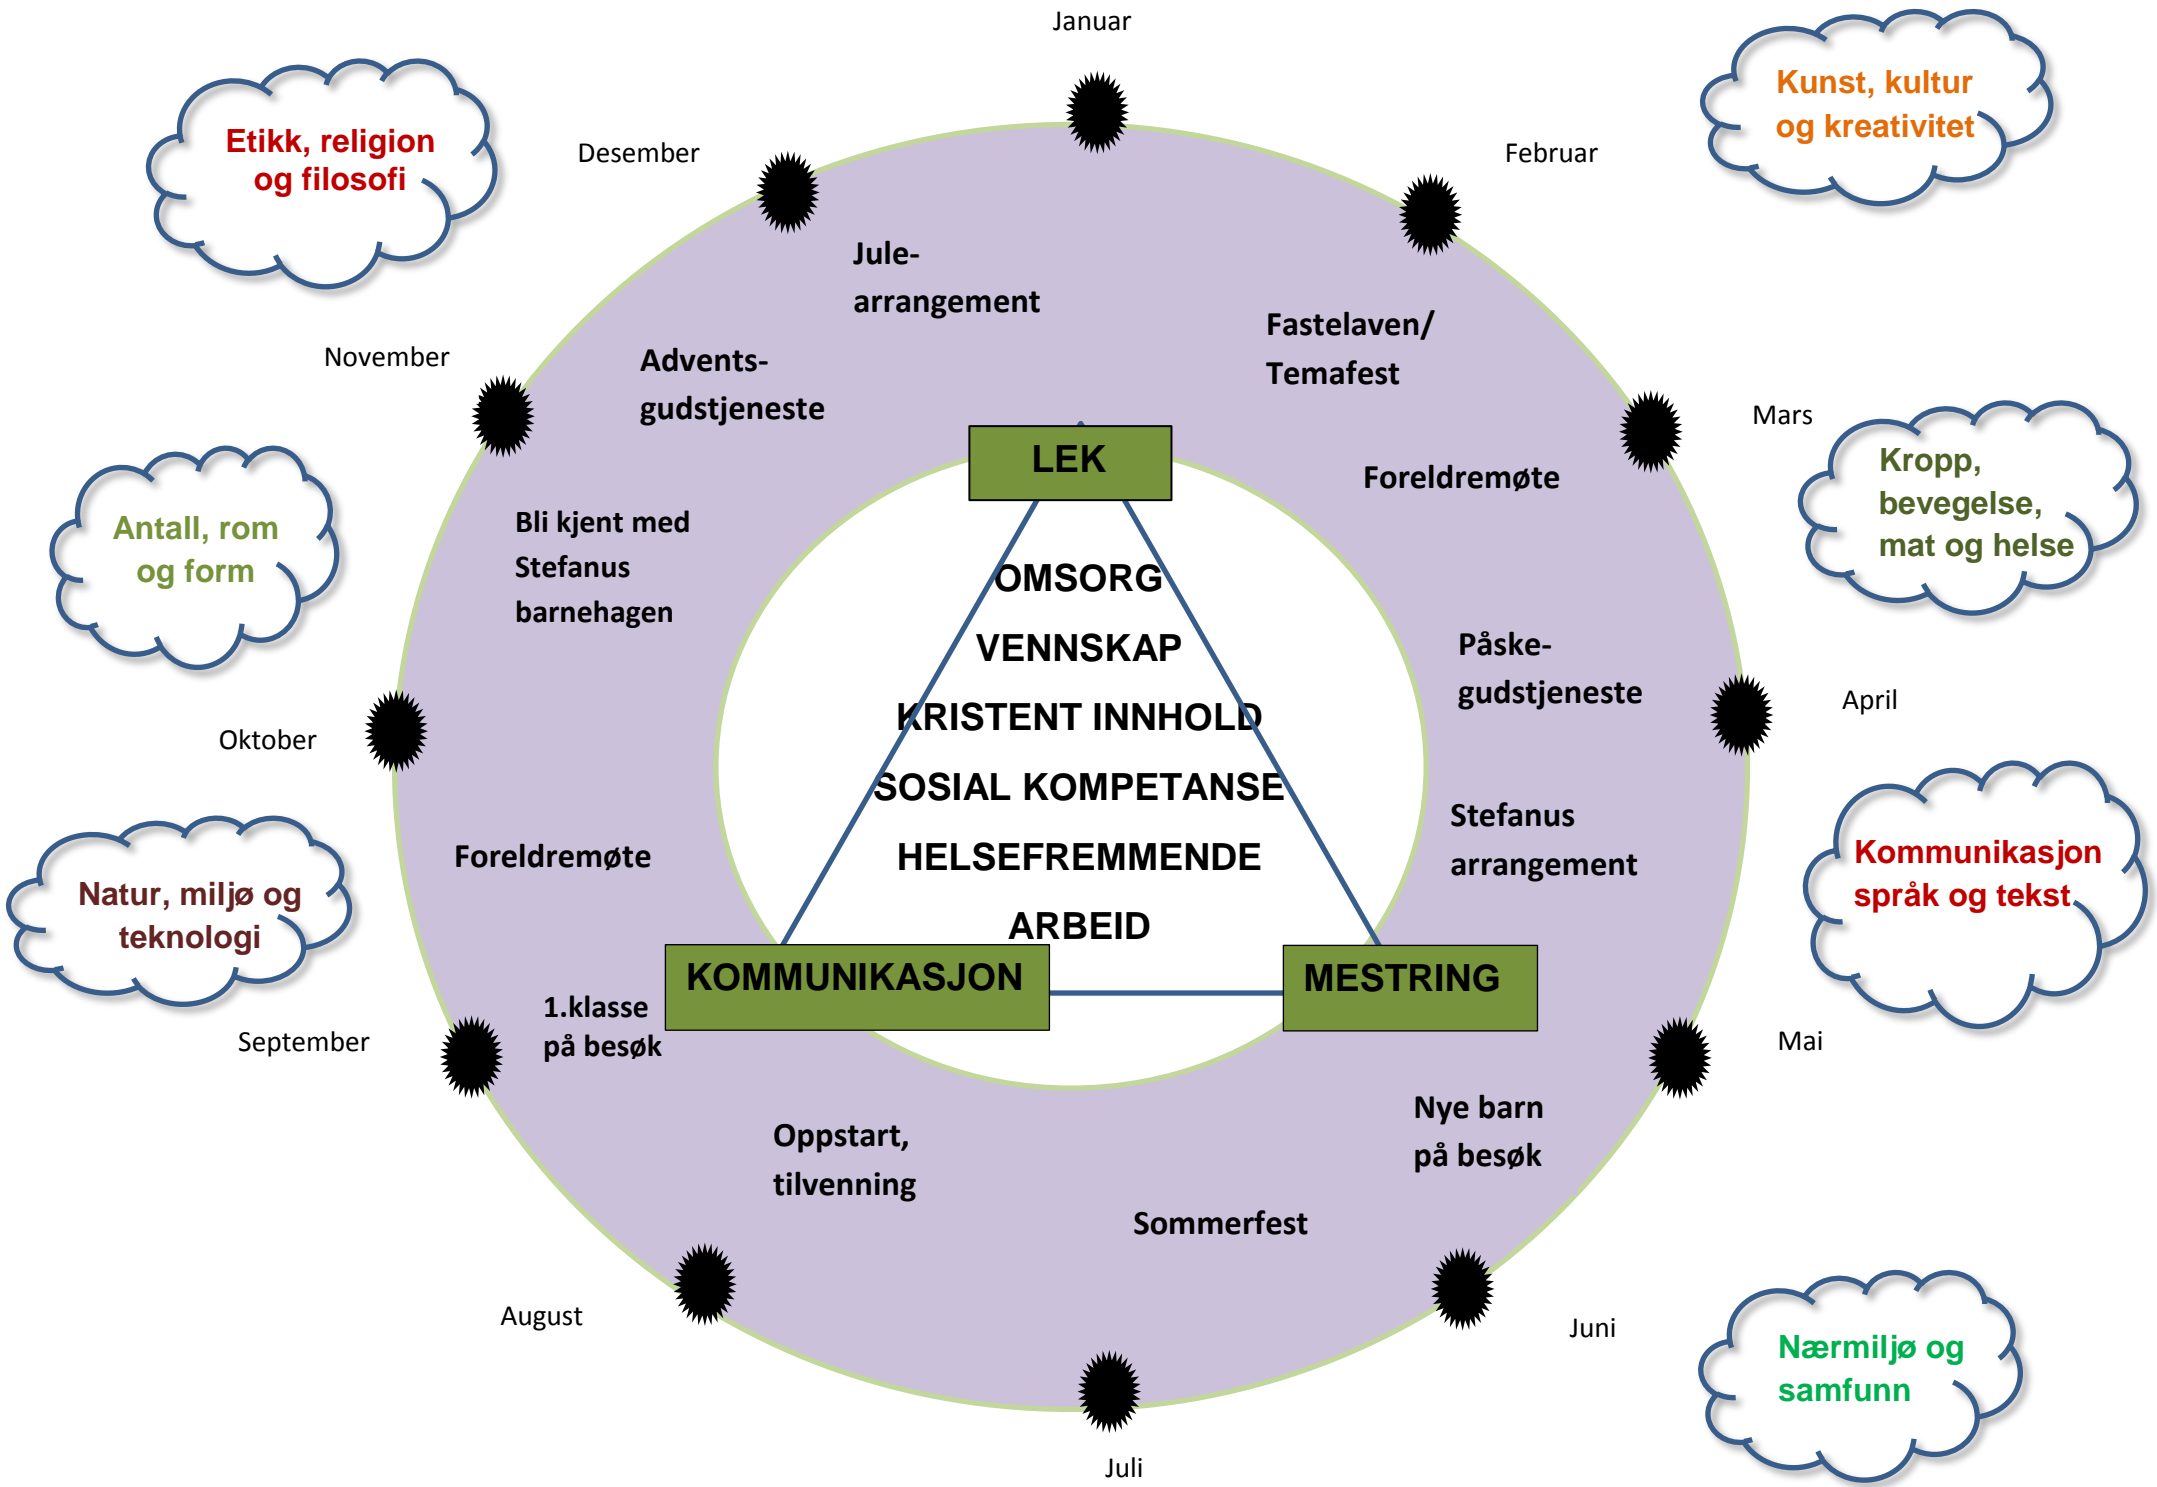 Januar
Kunst, kultur
og kreativitet
Etikk, religion
og filosofi
Desember
Februar
Jule-
arrangement
Fastelaven/
Temafest
November
Advents-
gudstjeneste
Mars
LEK
Foreldremøte
Kropp,
bevegelse,
mat og helse
Antall, rom
og form
Bli kjent med
Stefanus
barnehagen
OMSORG
VENNSKAP
KRISTENT INNHOLD
SOSIAL KOMPETANSE
HELSEFREMMENDE
ARBEID
Påske-
gudstjeneste
April
Oktober
Stefanus
arrangement
Kommunikasjon
språk og tekst
Foreldremøte
Natur, miljø og
teknologi
KOMMUNIKASJON
MESTRING
1.klasse
på besøk
September
Mai
Nye barn
på besøk
Oppstart,
tilvenning
Sommerfest
August
Juni
Nærmiljø og
samfunn
Juli